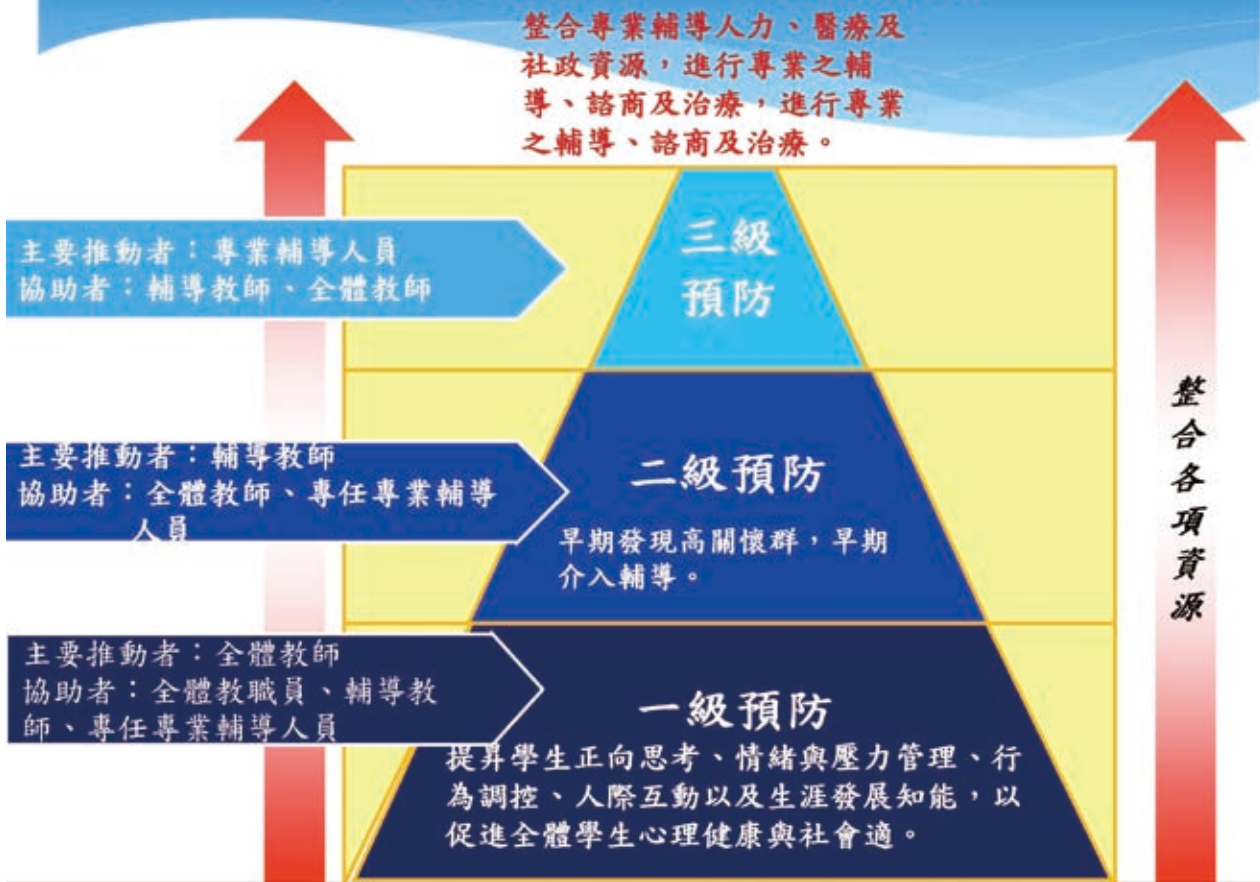 整合專業輔導人力、醫療及
社政資源，進行專業之輔
導、諮商及治療，進行專業
之輔導、諮商及治療。
主要推動者：專業輔導人員
協助者：輔導教師、全體教師
三級
預防
主要推動者：輔導教師
協助者：全體教師、專任專業輔導
人員
二級預防
早期發現高關懷群，早期
介入輔導。
主要推動者：全體教師
協助者：全體教職員、輔導教
師、專任專業輔導人員
一級預防
提昇學生正向思考、情緒與壓力管理、行
為調控、人際互動以及生涯發展知能，以
促進全體學生心理健康與社會適。
整合各項資源